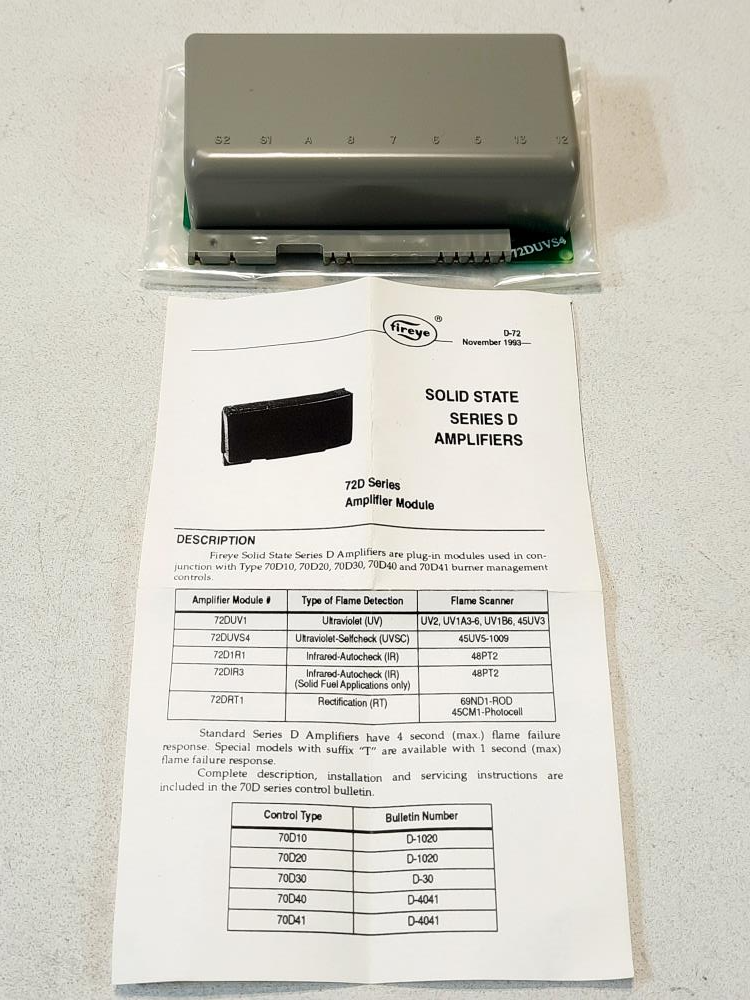 S2 S1 A 8 7 6 5 13 12
72DUVS4
fireye ®
D-72
November 1993
SOLID STATE
SERIES D
AMPLIFIERS
72D Series
Amplifier Module
DESCRIPTION
Fireye Solid State Series D Amplifiers are plug-in modules used in con-
junction with Type 70D10, 70D20, 70D30, 70D40 and 70D41 burner management
controls.
Amplifier Module # Type of Flame Detection Flame Scanner
72DUV1 Ultraviolet (UV) UV2, UV1A3-6, UV1B6, 45UV3
72DUVS4 Ultraviolet-Selfcheck (UVSC) 45UV5-1009
72D1R1 Infrared-Autocheck (IR) 48PT2
72DIR3 Infrared-Autocheck (IR) 48PT2
(Solid Fuel Applications only)
72DRT1 Rectification (RT) 69ND1-ROD
45CM1-Photocell
Standard Series D Amplifiers have 4 second (max.) flame failure
response. Special models with suffix "T" are available with 1 second (max)
flame failure response.
Complete description, installation and servicing instructions are
included in the 70D series control bulletin.
Control Type Bulletin Number
70D10 D-1020
70D20 D-1020
70D30 D-30
70D40 D-4041
70D41 D-4041